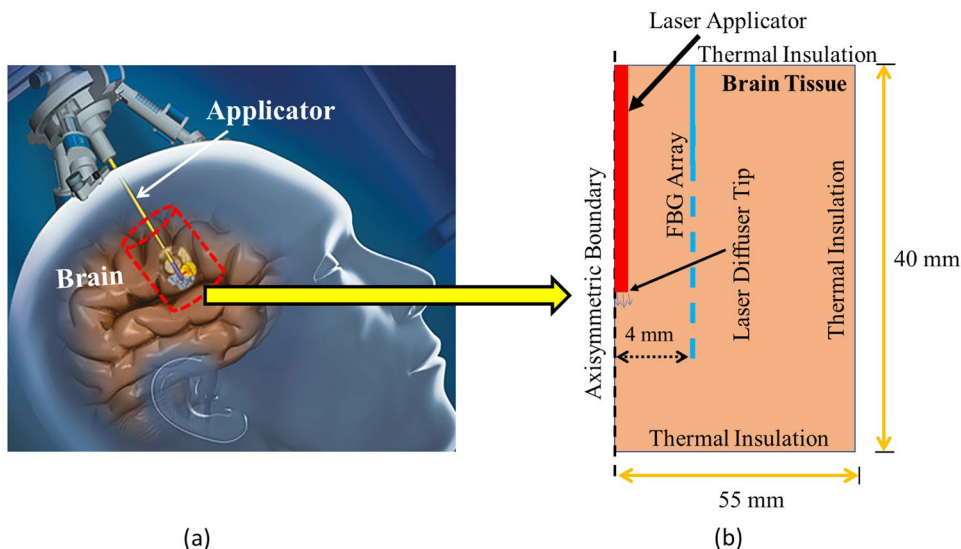 Applicator
Brain
(a)
Laser Applicator
Thermal Insulation
Brain Tissue
Axisymmetric Boundary
FBG Array
Laser Diffuser Tip
Thermal Insulation
40 mm
4 mm
Thermal Insulation
55 mm
(b)